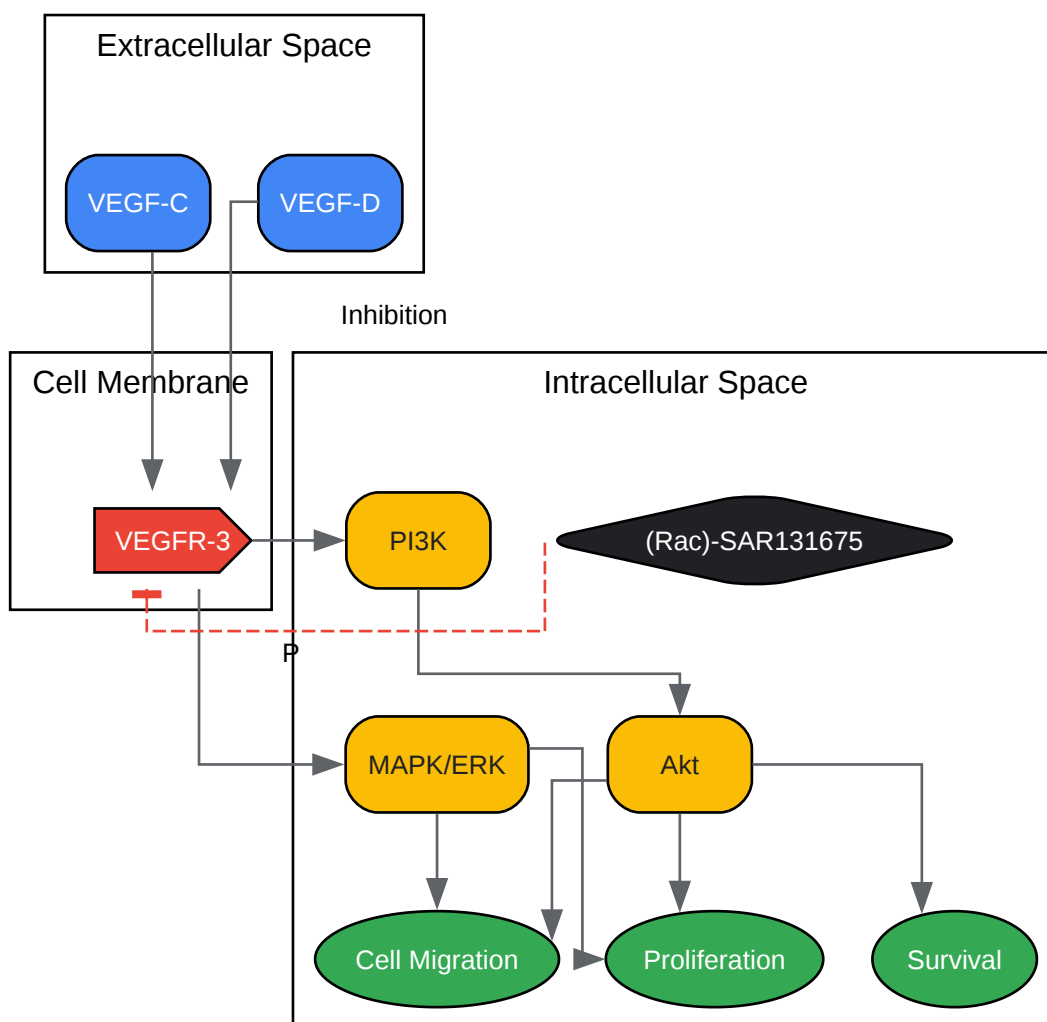 Extracellular Space
VEGF-C
VEGF-D
Inhibition
Cell Membrane
Intracellular Space
VEGFR-3
PI3K
(Rac)-SAR131675
P
MAPK/ERK
Akt
Cell Migration
Proliferation
Survival